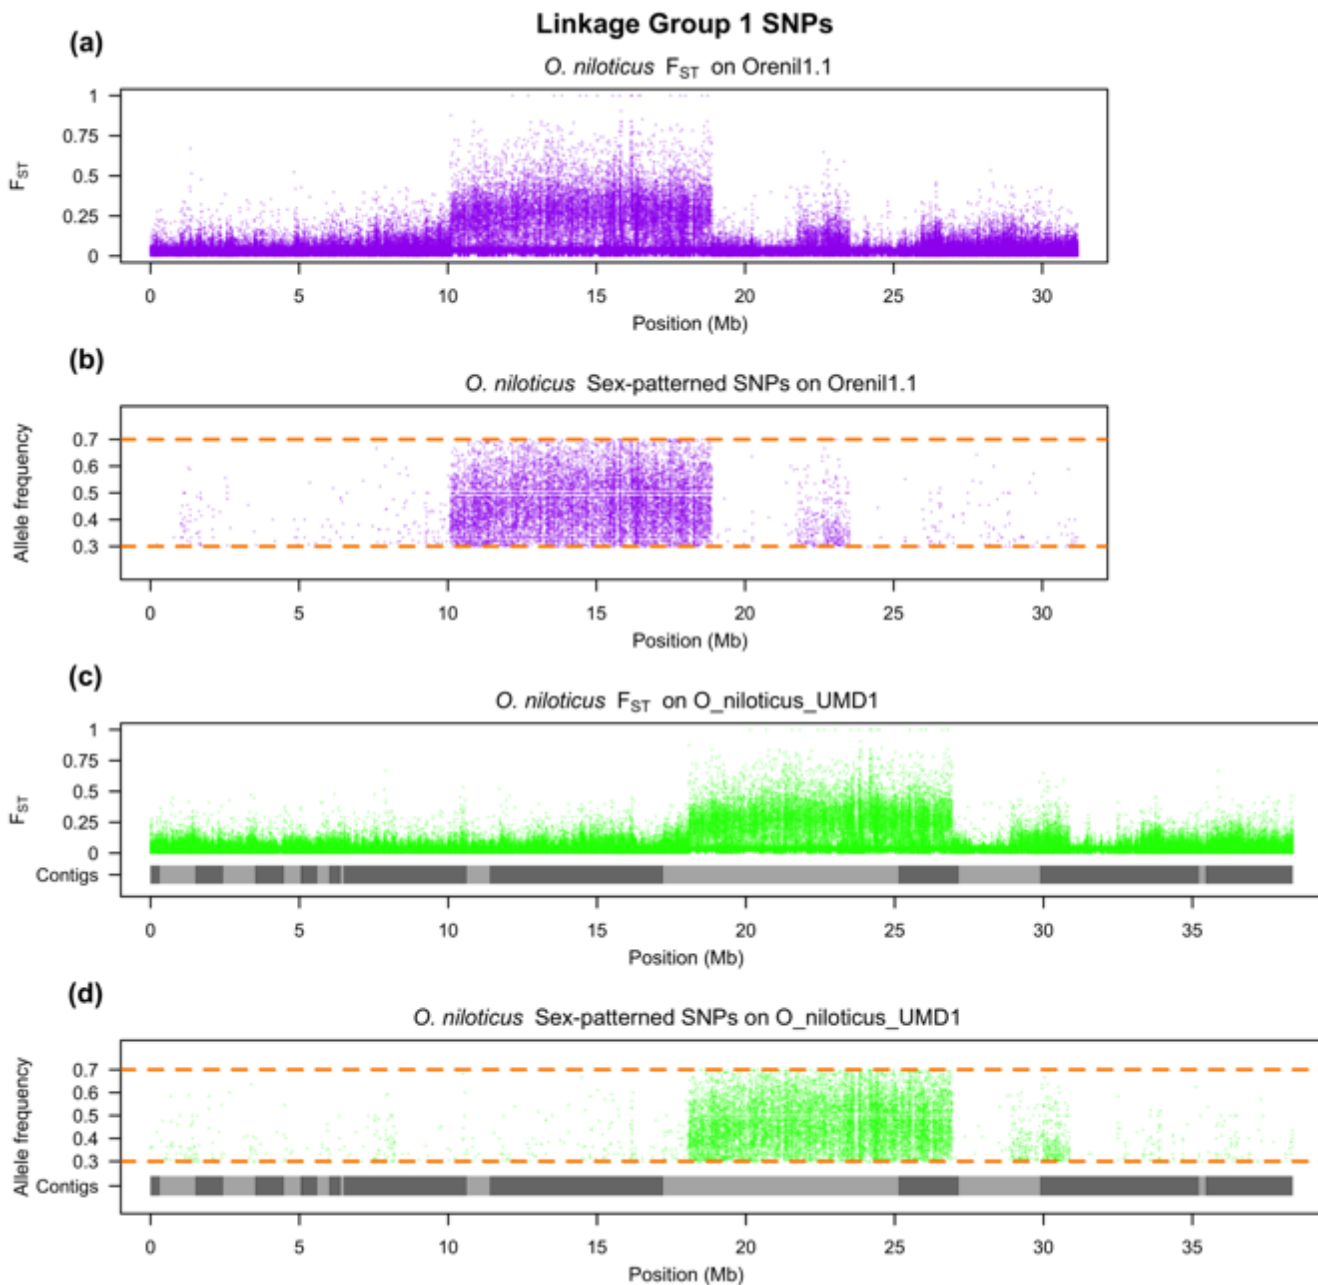 Linkage Group 1 SNPs
(a)
O. niloticus F_ST on Orenil1.1
F_ST
1
0.75
0.5
0.25
0
0 5 10 15 20 25 30
Position (Mb)
(b)
O. niloticus Sex-patterned SNPs on Orenil1.1
Allele frequency
0.7
0.6
0.5
0.4
0.3
0 5 10 15 20 25 30
Position (Mb)
(c)
O. niloticus F_ST on O_niloticus_UMD1
F_ST
1
0.75
0.5
0.25
0
Contigs
0 5 10 15 20 25 30 35
Position (Mb)
(d)
O. niloticus Sex-patterned SNPs on O_niloticus_UMD1
Allele frequency
0.7
0.6
0.5
0.4
0.3
Contigs
0 5 10 15 20 25 30 35
Position (Mb)